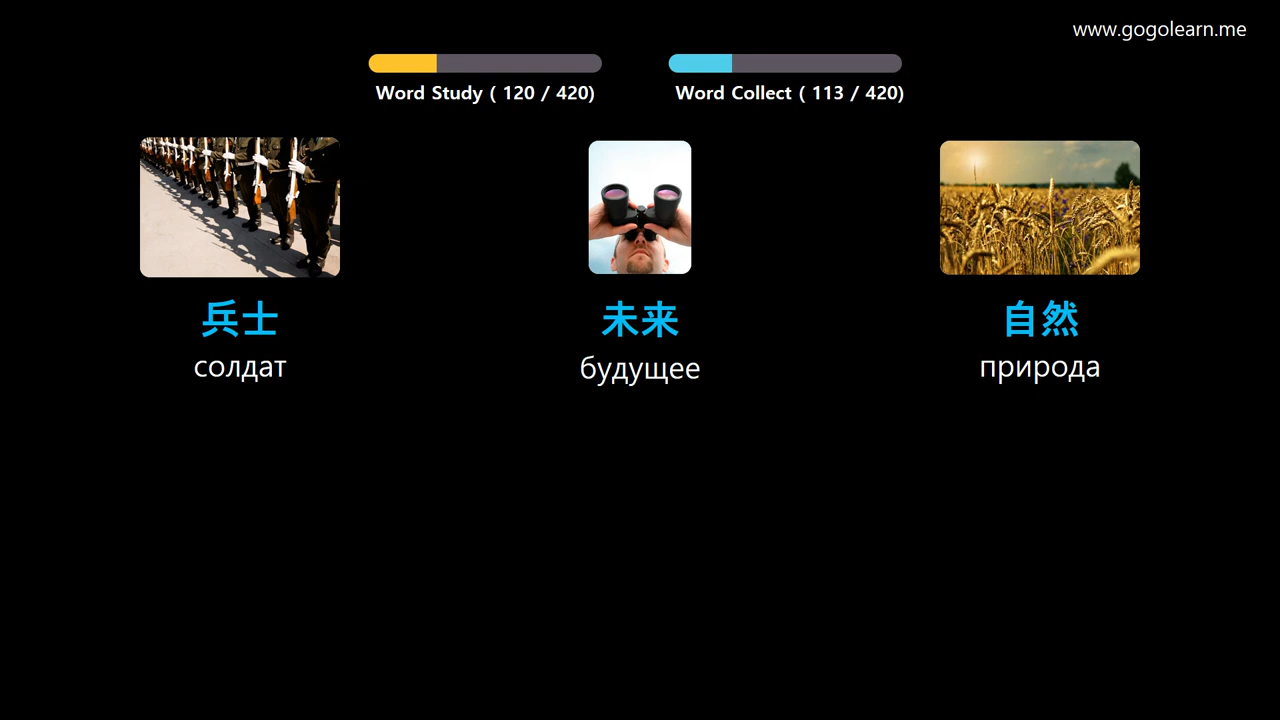 www.gogolearn.me
Word Study ( 120 / 420)
Word Collect ( 113 / 420)
兵士
未来
自然
солдат
будущее
природа